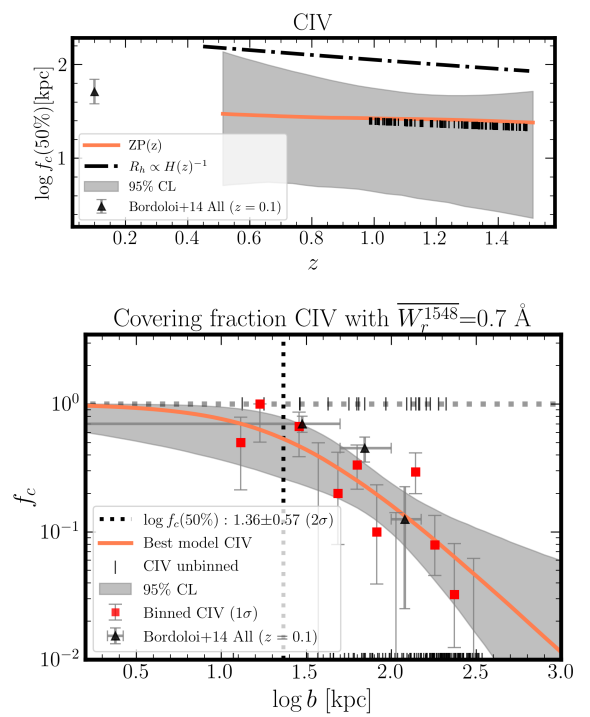 CIV
log f_c(50%)[kpc]
2
1
ZP(z)
R_h ∝ H(z)^{-1}
95% CL
Bordoloi+14 All (z = 0.1)
0.2 0.4 0.6 0.8 1.0 1.2 1.4
z
Covering fraction CIV with \overline{W_r^{1548}}=0.7 Å
f_c
10^0
10^{-1}
10^{-2}
log f_c(50%) : 1.36±0.57 (2σ)
Best model CIV
CIV unbinned
95% CL
Binned CIV (1σ)
Bordoloi+14 All (z = 0.1)
0.5 1.0 1.5 2.0 2.5 3.0
log b [kpc]